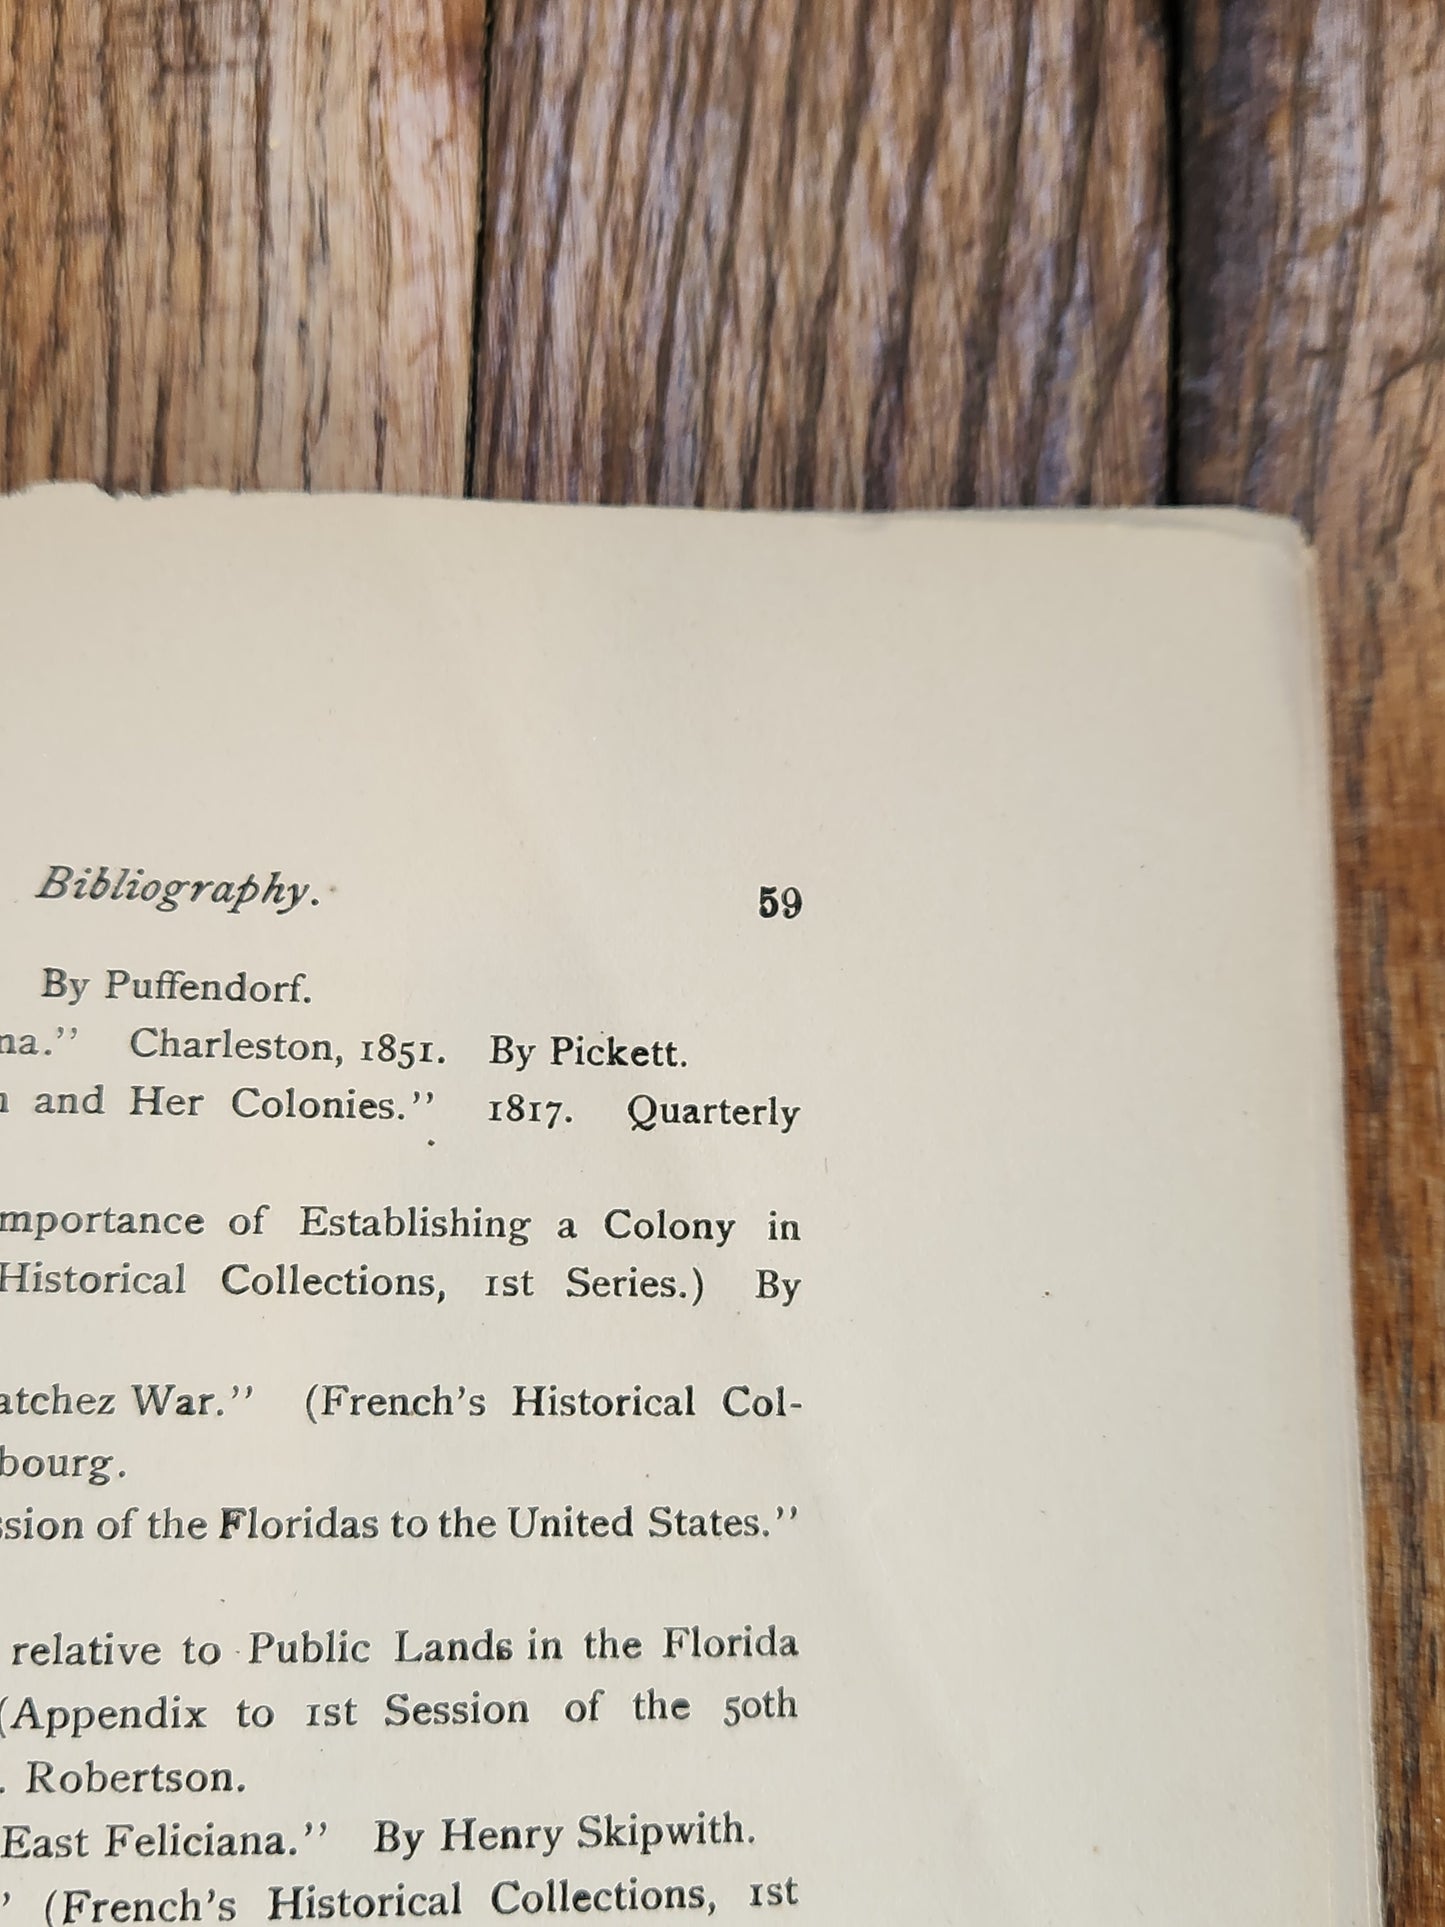 Bibliography. 59
By Puffendorf.
na." Charleston, 1851. By Pickett.
and Her Colonies." 1817. Quarterly
mportance of Establishing a Colony in
Historical Collections, 1st Series.) By
atchez War." (French's Historical Col-
bourg.
ssion of the Floridas to the United States."
relative to Public Lands in the Florida
(Appendix to 1st Session of the 50th
. Robertson.
East Feliciana." By Henry Skipwith.
" (French's Historical Collections, 1st